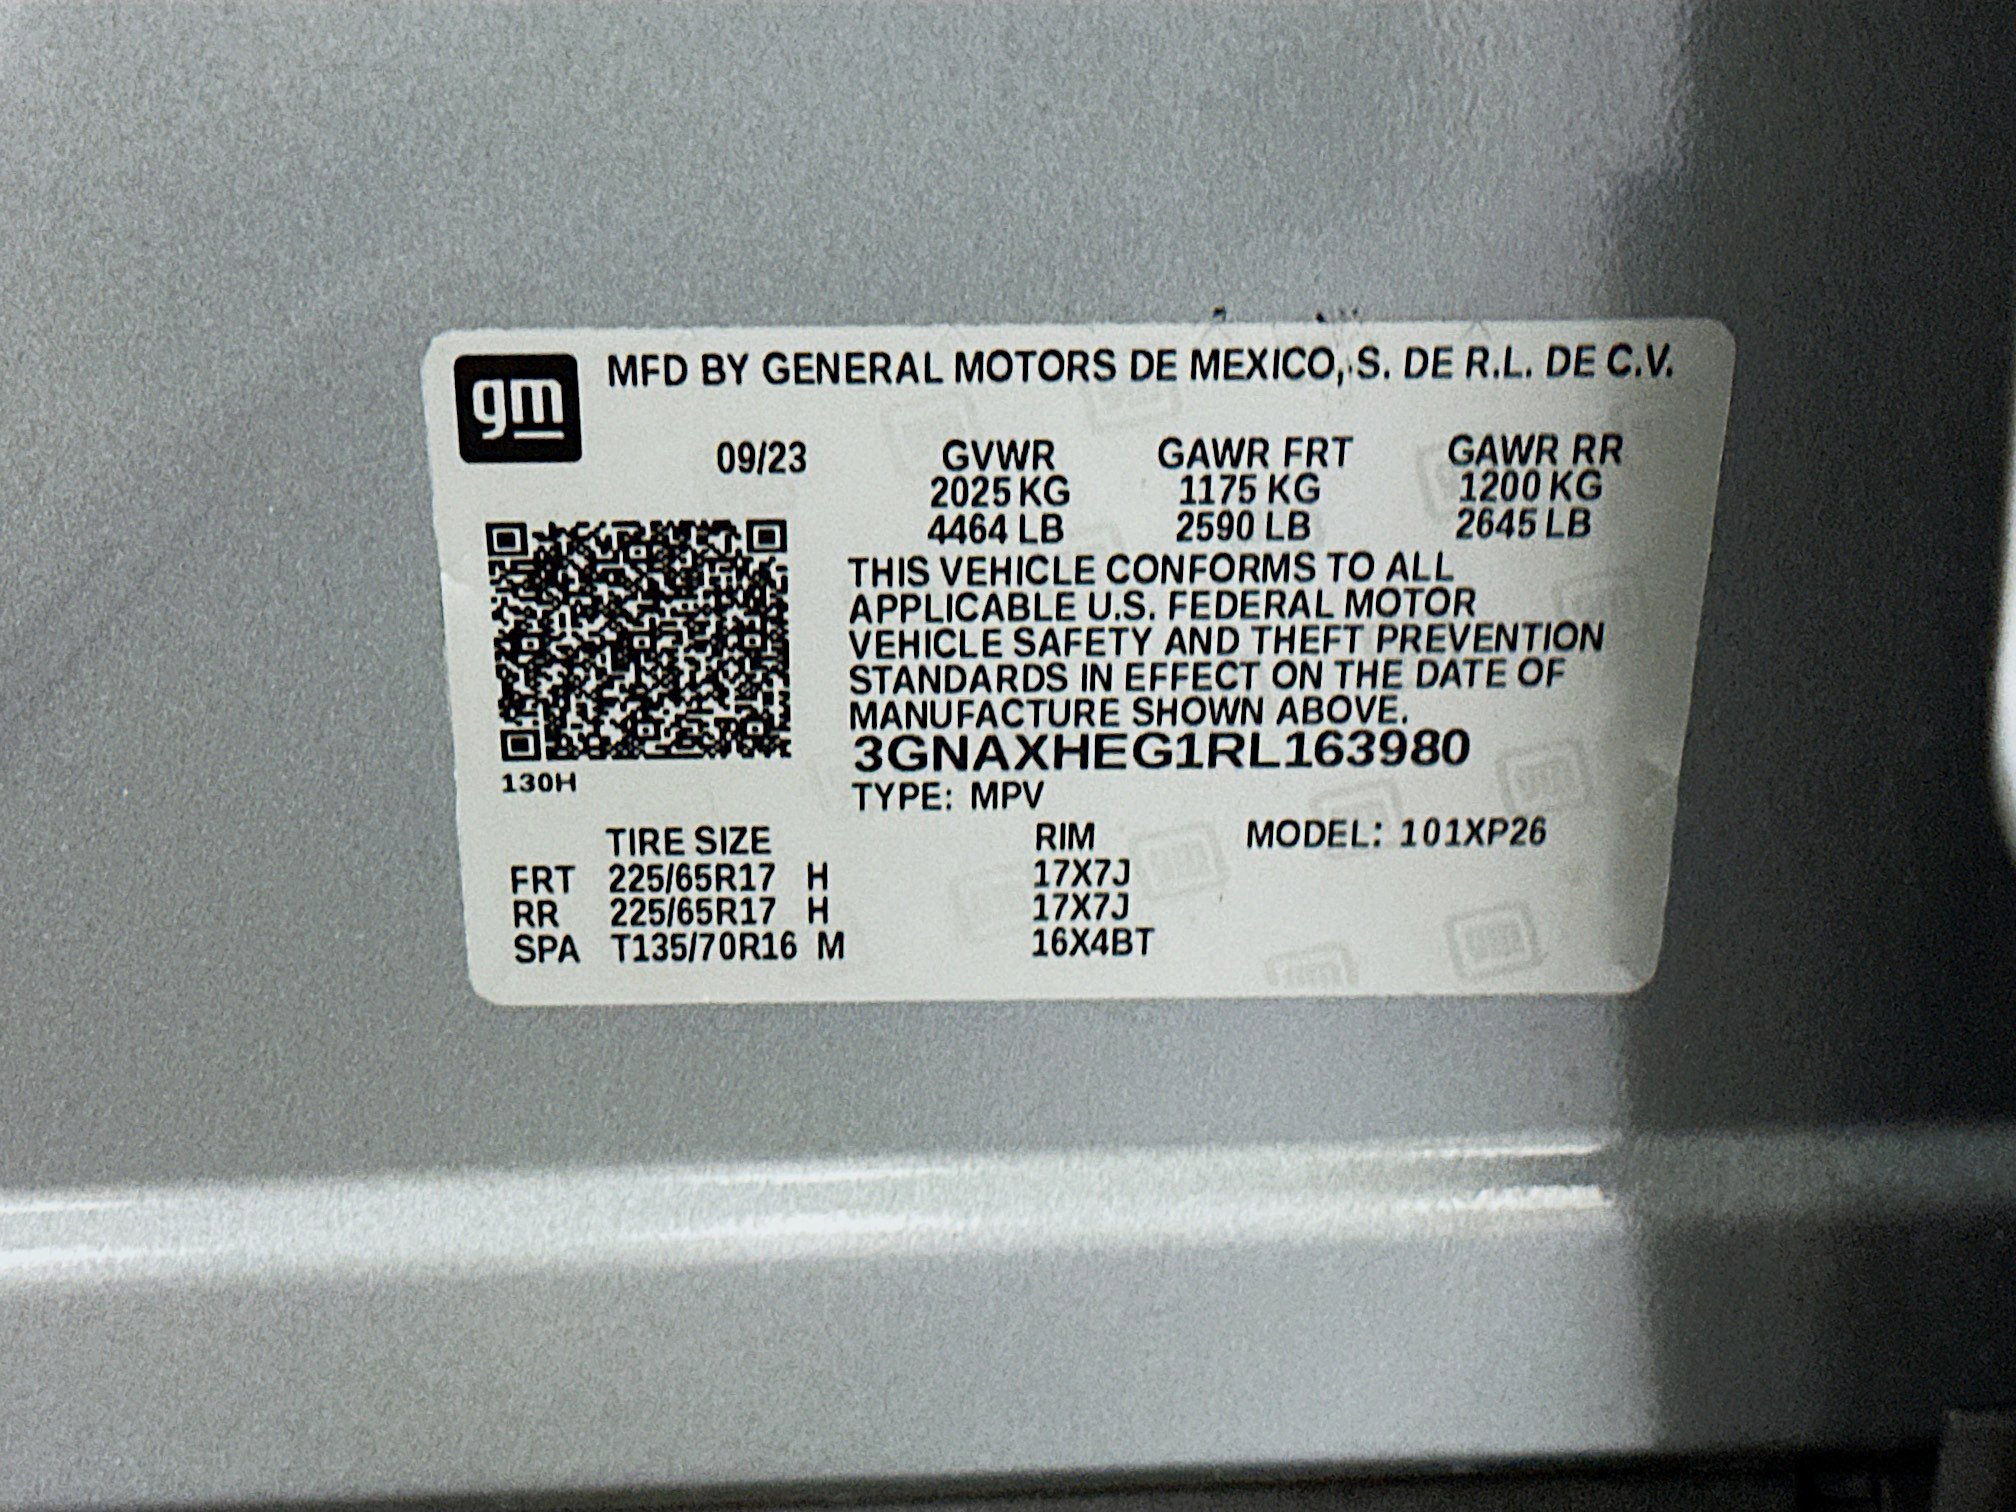 gm
MFD BY GENERAL MOTORS DE MEXICO, S. DE R.L. DE C.V.
09/23 GVWR GAWR FRT GAWR RR
2025 KG 1175 KG 1200 KG
4464 LB 2590 LB 2645 LB
THIS VEHICLE CONFORMS TO ALL
APPLICABLE U.S. FEDERAL MOTOR
VEHICLE SAFETY AND THEFT PREVENTION
STANDARDS IN EFFECT ON THE DATE OF
MANUFACTURE SHOWN ABOVE.
3GNAXHEG1RL163980
130H
TYPE: MPV
TIRE SIZE RIM MODEL: 101XP26
FRT 225/65R17 H 17X7J
RR 225/65R17 H 17X7J
SPA T135/70R16 M 16X4BT